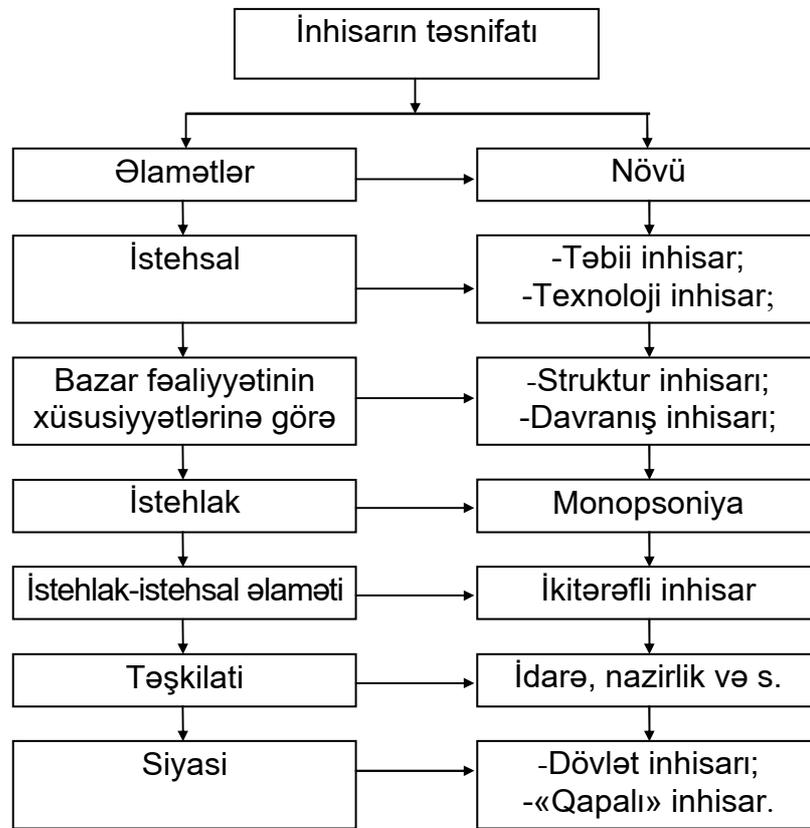 İnhisarın təsnifatı
Əlamətlər
Növü
İstehsal
-Təbii inhisar;
-Texnoloji inhisar;
Bazar fəaliyyətinin
xüsusiyyətlərinə görə
-Struktur inhisarı;
-Davranış inhisarı;
İstehlak
Monopsoniya
İstehlak-istehsal əlaməti
İkitərəfli inhisar
Təşkilati
İdarə, nazirlik və s.
Siyasi
-Dövlət inhisarı;
-«Qapalı» inhisar.